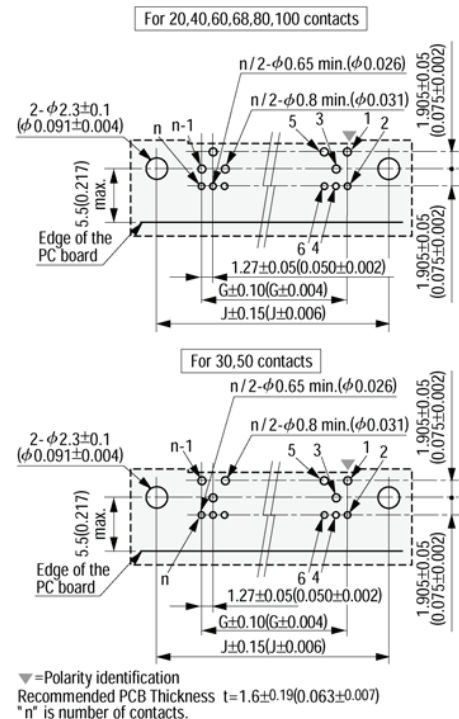 For 20,40,60,68,80,100 contacts
n/2-ϕ0.65 min.(ϕ0.026)
n/2-ϕ0.8 min.(ϕ0.031)
2-ϕ2.3±0.1
(ϕ0.091±0.004)
n
n-1
5
3
1
2
1.905±0.05
(0.075±0.002)
5.5(0.217)
max.
Edge of the
PC board
6
4
1.27±0.05(0.050±0.002)
G±0.10(G±0.004)
J±0.15(J±0.006)
1.905±0.05
(0.075±0.002)
For 30,50 contacts
n/2-ϕ0.65 min.(ϕ0.026)
n/2-ϕ0.8 min.(ϕ0.031)
2-ϕ2.3±0.1
(ϕ0.091±0.004)
n-1
5
3
1
2
1.905±0.05
(0.075±0.002)
5.5(0.217)
max.
Edge of the
PC board
n
6
4
1.27±0.05(0.050±0.002)
G±0.10(G±0.004)
J±0.15(J±0.006)
1.905±0.05
(0.075±0.002)
▼=Polarity identification
Recommended PCB Thickness t=1.6±0.19(0.063±0.007)
"n" is number of contacts.